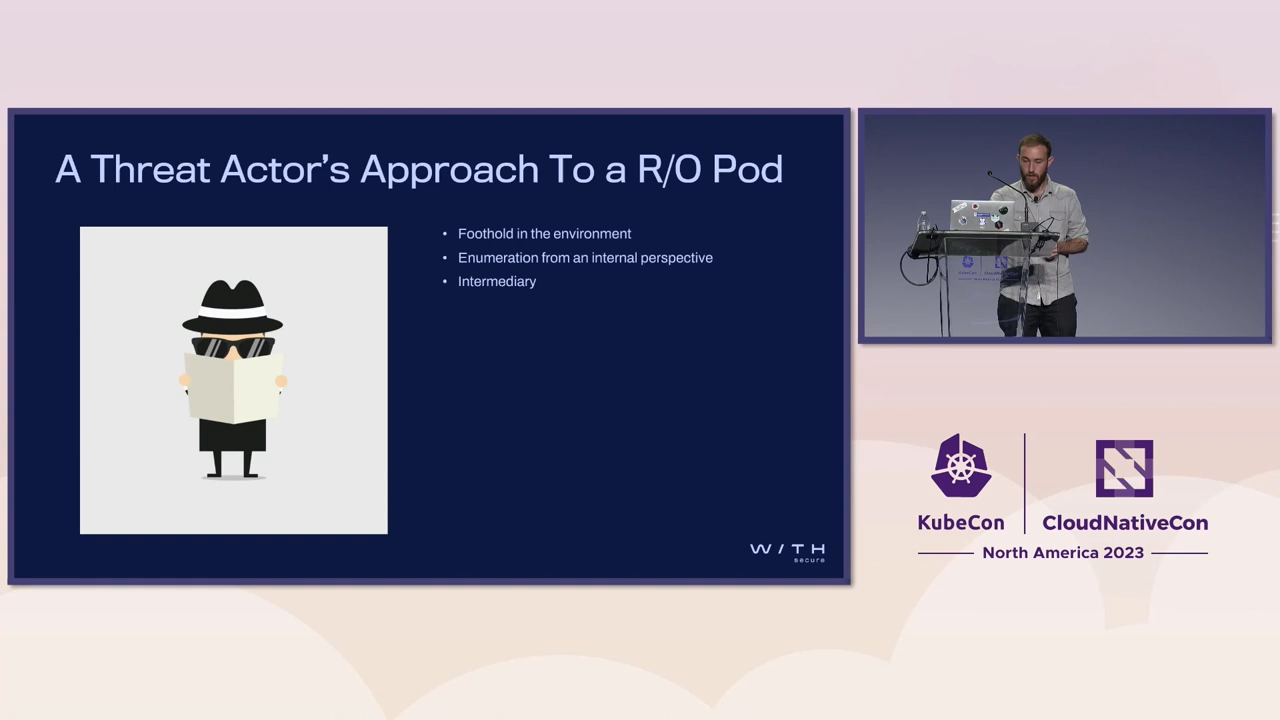 A Threat Actor's Approach To a R/O Pod
• Foothold in the environment
• Enumeration from an internal perspective
• Intermediary
W/TH
secure
KubeCon
CloudNativeCon
North America 2023